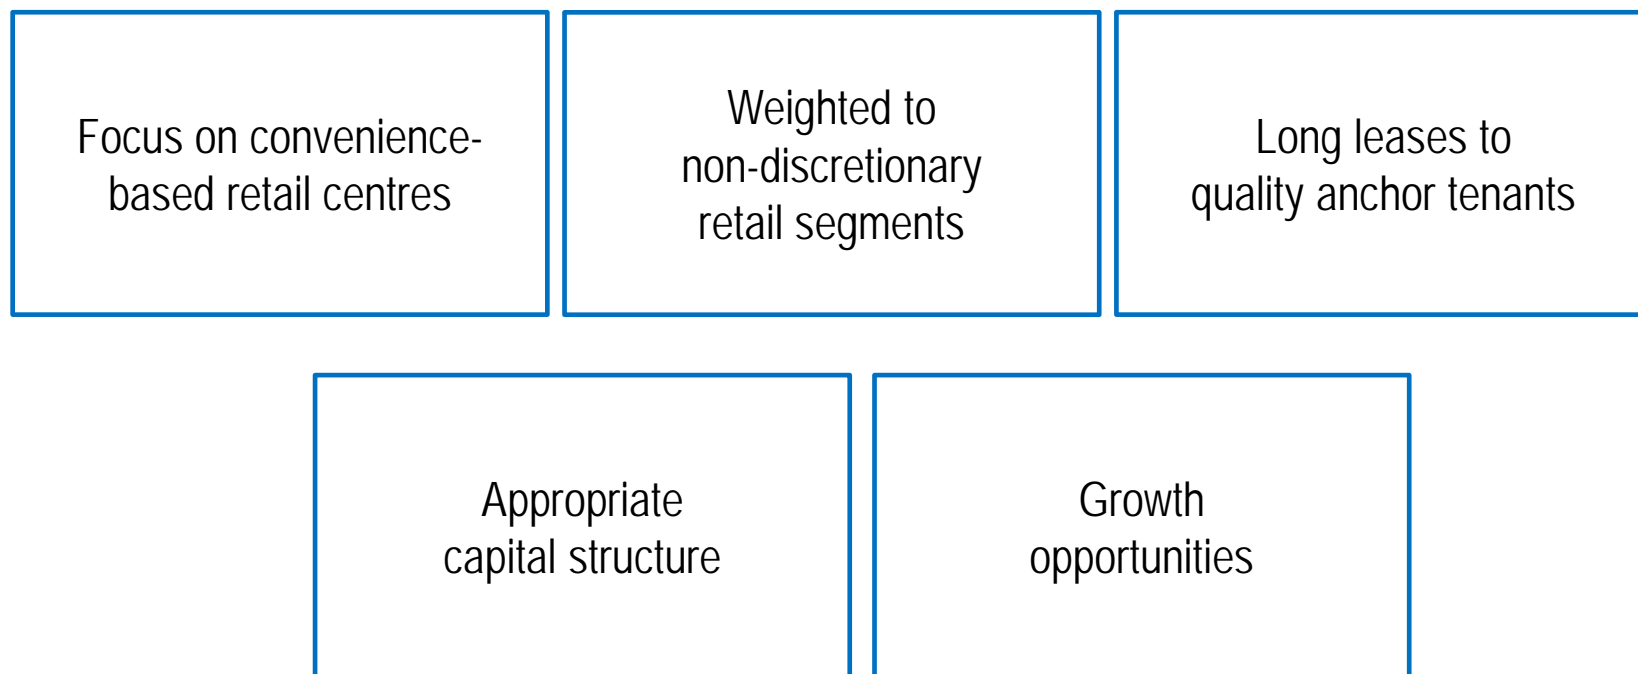 Focus on convenience-
based retail centres
Weighted to
non-discretionary
retail segments
Long leases to
quality anchor tenants
Appropriate
capital structure
Growth
opportunities